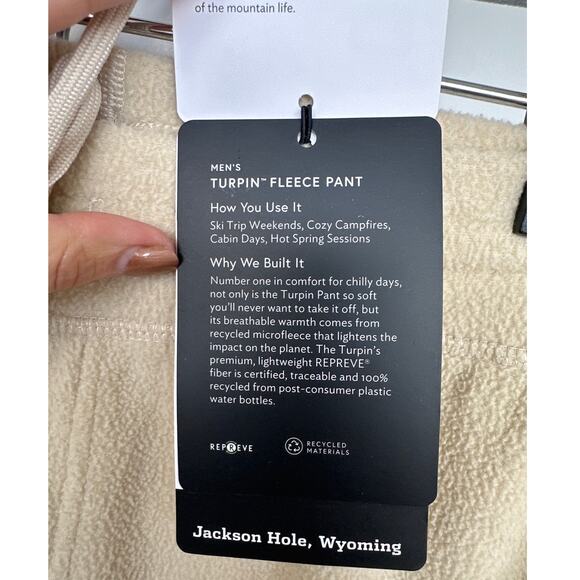 of the mountain life.
MEN'S
TURPIN™ FLEECE PANT
How You Use It
Ski Trip Weekends, Cozy Campfires,
Cabin Days, Hot Spring Sessions
Why We Built It
Number one in comfort for chilly days,
not only is the Turpin Pant so soft
you'll never want to take it off, but
its breathable warmth comes from
recycled microfleece that lightens the
impact on the planet. The Turpin's
premium, lightweight REPREVE®
fiber is certified, traceable and 100%
recycled from post-consumer plastic
water bottles.
REPREVE
RECYCLED
MATERIALS
Jackson Hole, Wyoming